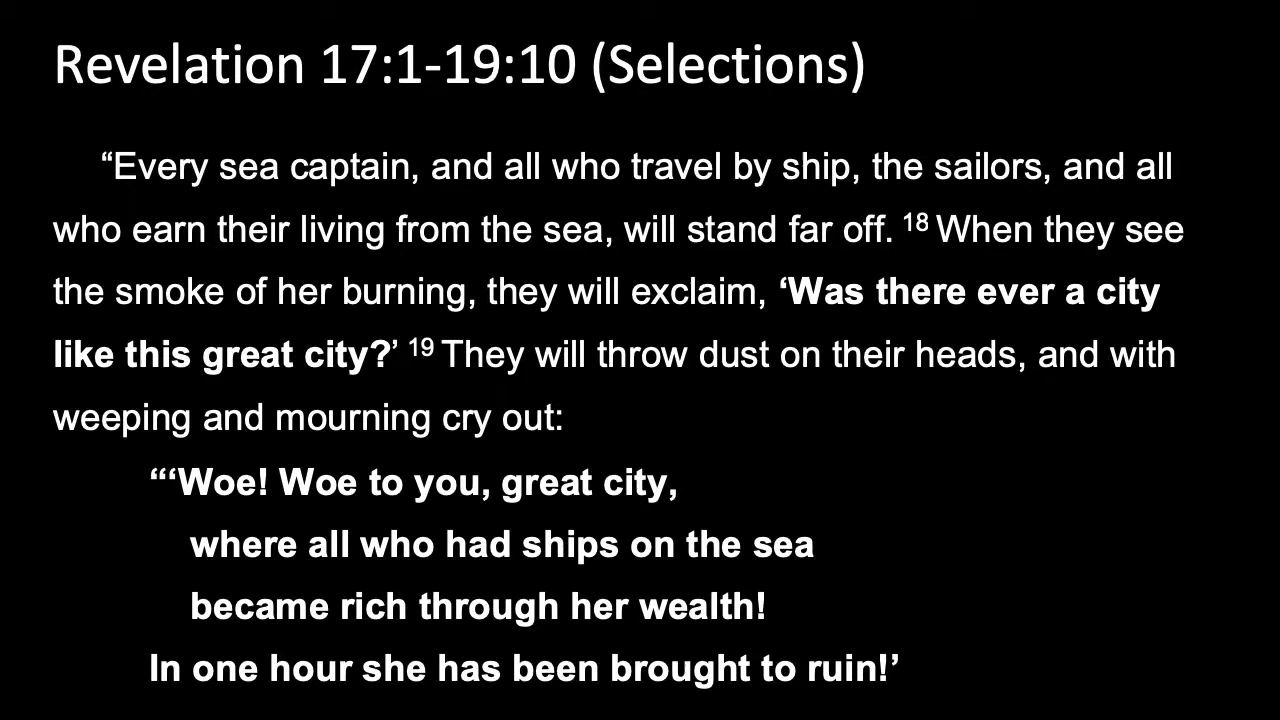 Revelation 17:1-19:10 (Selections)
“Every sea captain, and all who travel by ship, the sailors, and all
who earn their living from the sea, will stand far off. 18 When they see
the smoke of her burning, they will exclaim, ‘Was there ever a city
like this great city?’ 19 They will throw dust on their heads, and with
weeping and mourning cry out:
“‘Woe! Woe to you, great city,
where all who had ships on the sea
became rich through her wealth!
In one hour she has been brought to ruin!’